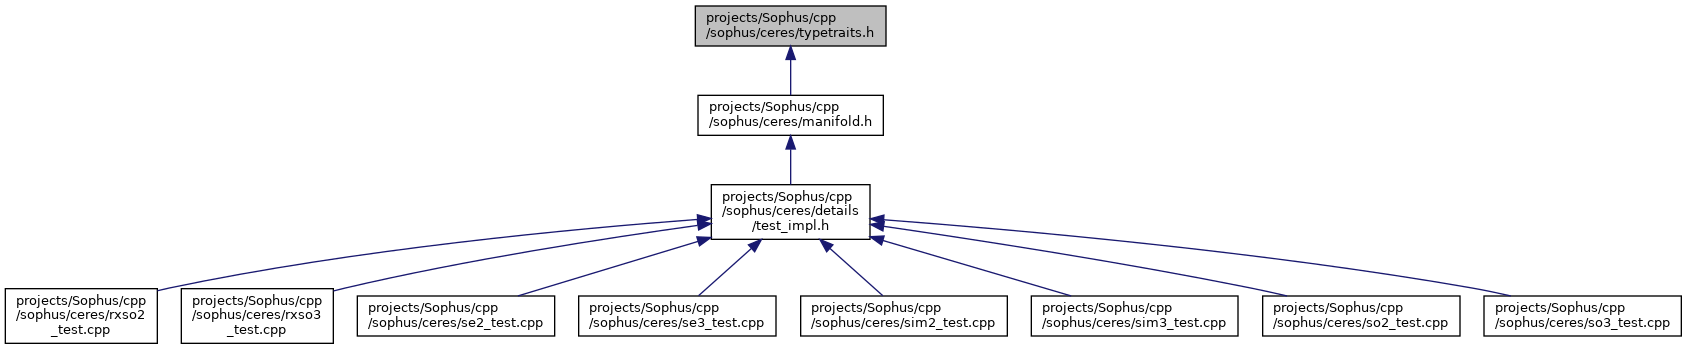 projects/Sophus/cpp
/sophus/ceres/typetraits.h
projects/Sophus/cpp
/sophus/ceres/manifold.h
projects/Sophus/cpp
/sophus/ceres/details
/test_impl.h
projects/Sophus/cpp
/sophus/ceres/rxso2
_test.cpp
projects/Sophus/cpp
/sophus/ceres/rxso3
_test.cpp
projects/Sophus/cpp
/sophus/ceres/se2_test.cpp
projects/Sophus/cpp
/sophus/ceres/se3_test.cpp
projects/Sophus/cpp
/sophus/ceres/sim2_test.cpp
projects/Sophus/cpp
/sophus/ceres/sim3_test.cpp
projects/Sophus/cpp
/sophus/ceres/so2_test.cpp
projects/Sophus/cpp
/sophus/ceres/so3_test.cpp